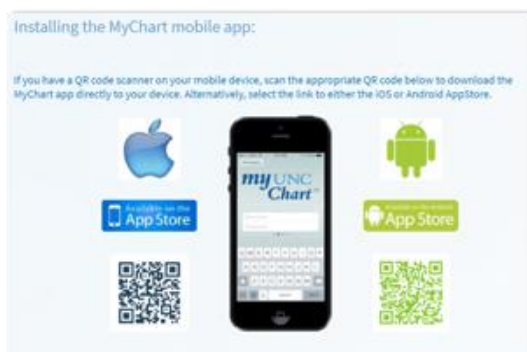 Installing the MyChart mobile app:
If you have a QR code scanner on your mobile device, scan the appropriate QR code below to download the
MyChart app directly to your device. Alternatively, select the link to either the iOS or Android AppStore.
my UNC
Chart
Available on the
App Store
App Store